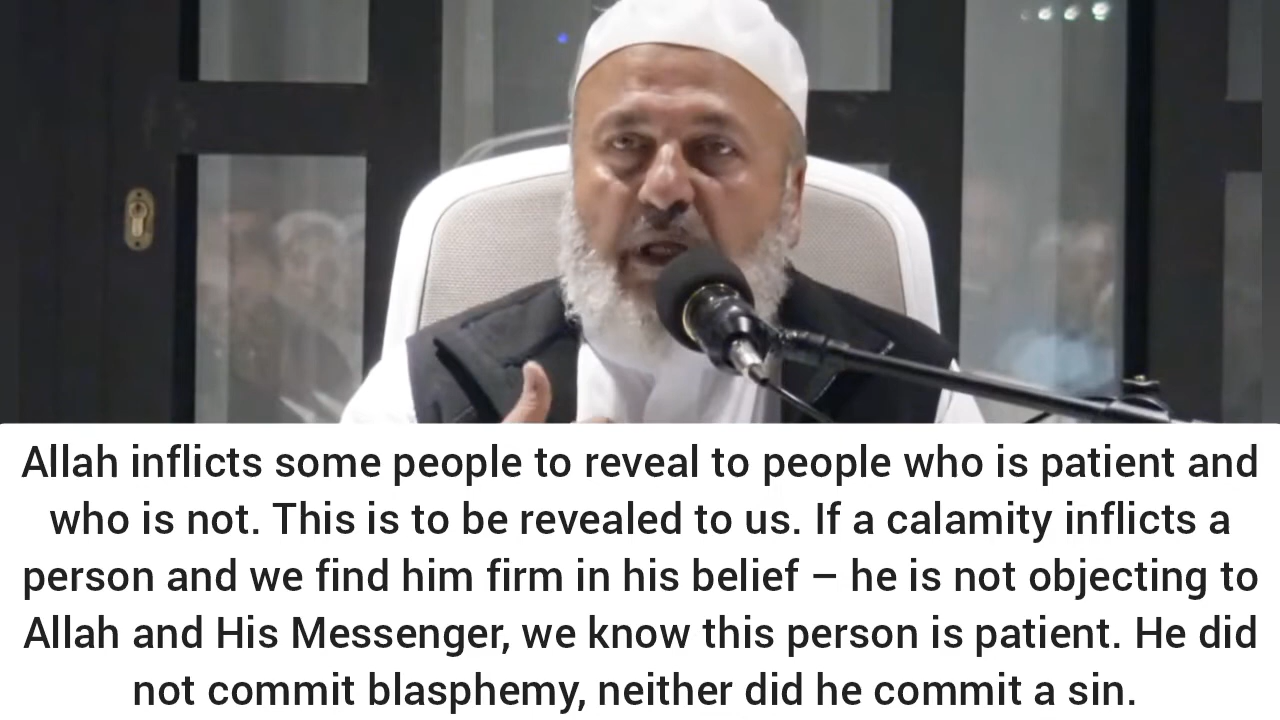 Allah inflicts some people to reveal to people who is patient and
who is not. This is to be revealed to us. If a calamity inflicts a
person and we find him firm in his belief – he is not objecting to
Allah and His Messenger, we know this person is patient. He did
not commit blasphemy, neither did he commit a sin.